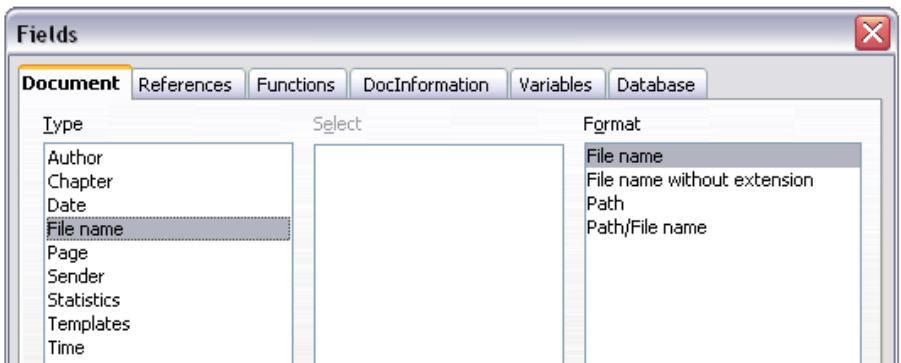 Fields
Document References Functions DocInformation Variables Database
Type Select Format
Author
Chapter
Date
File name
Page
Sender
Statistics
Templates
Time
File name
File name without extension
Path
Path/File name